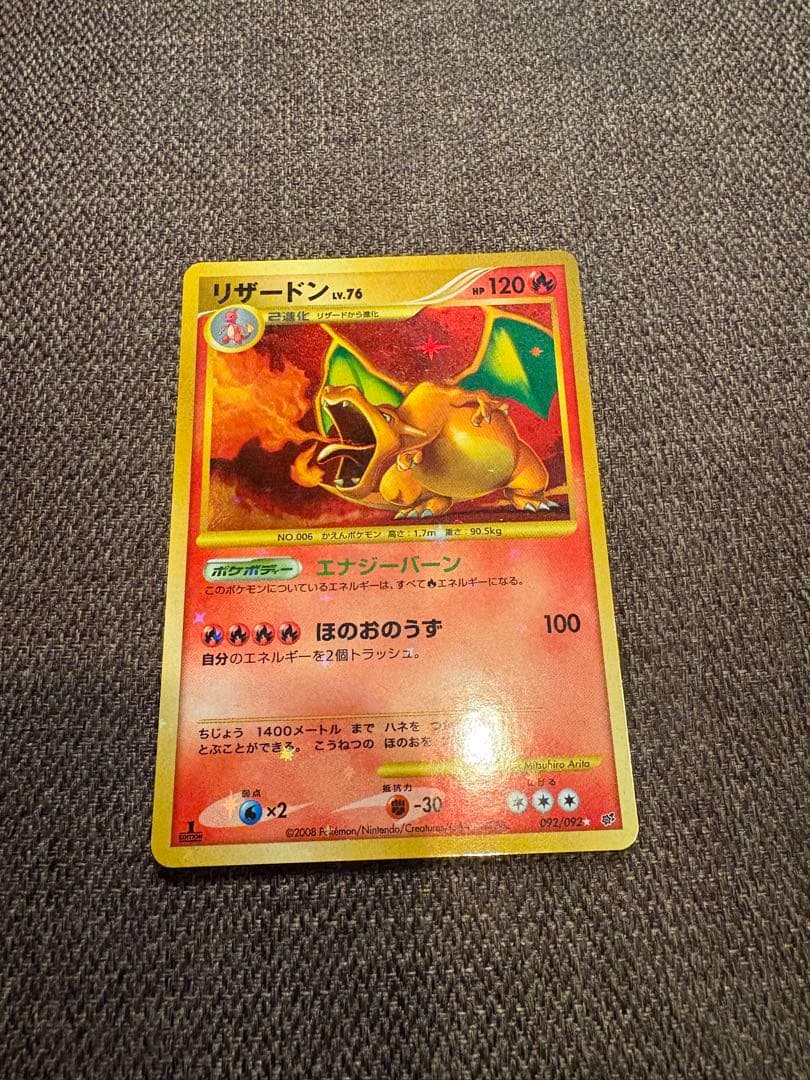 リザードン LV.76 HP 120
2進化 リザードから進化
NO.006 かえんポケモン 高さ:1.7m 重さ:90.5kg
ポケボディー エナジーバーン
このポケモンについているエネルギーは、すべてエネルギーになる。
ほのおのうず 100
自分のエネルギーを2個トラッシュ。
ちじょう 1400メートル まで ハネを つか
とぶことができる。 こうねつの ほのおを
Mitsuhiro Arita
弱点 抵抗力 にげる
×2 -30
1 EDITION
©2008 Pokémon/Nintendo/Creatures
092/092